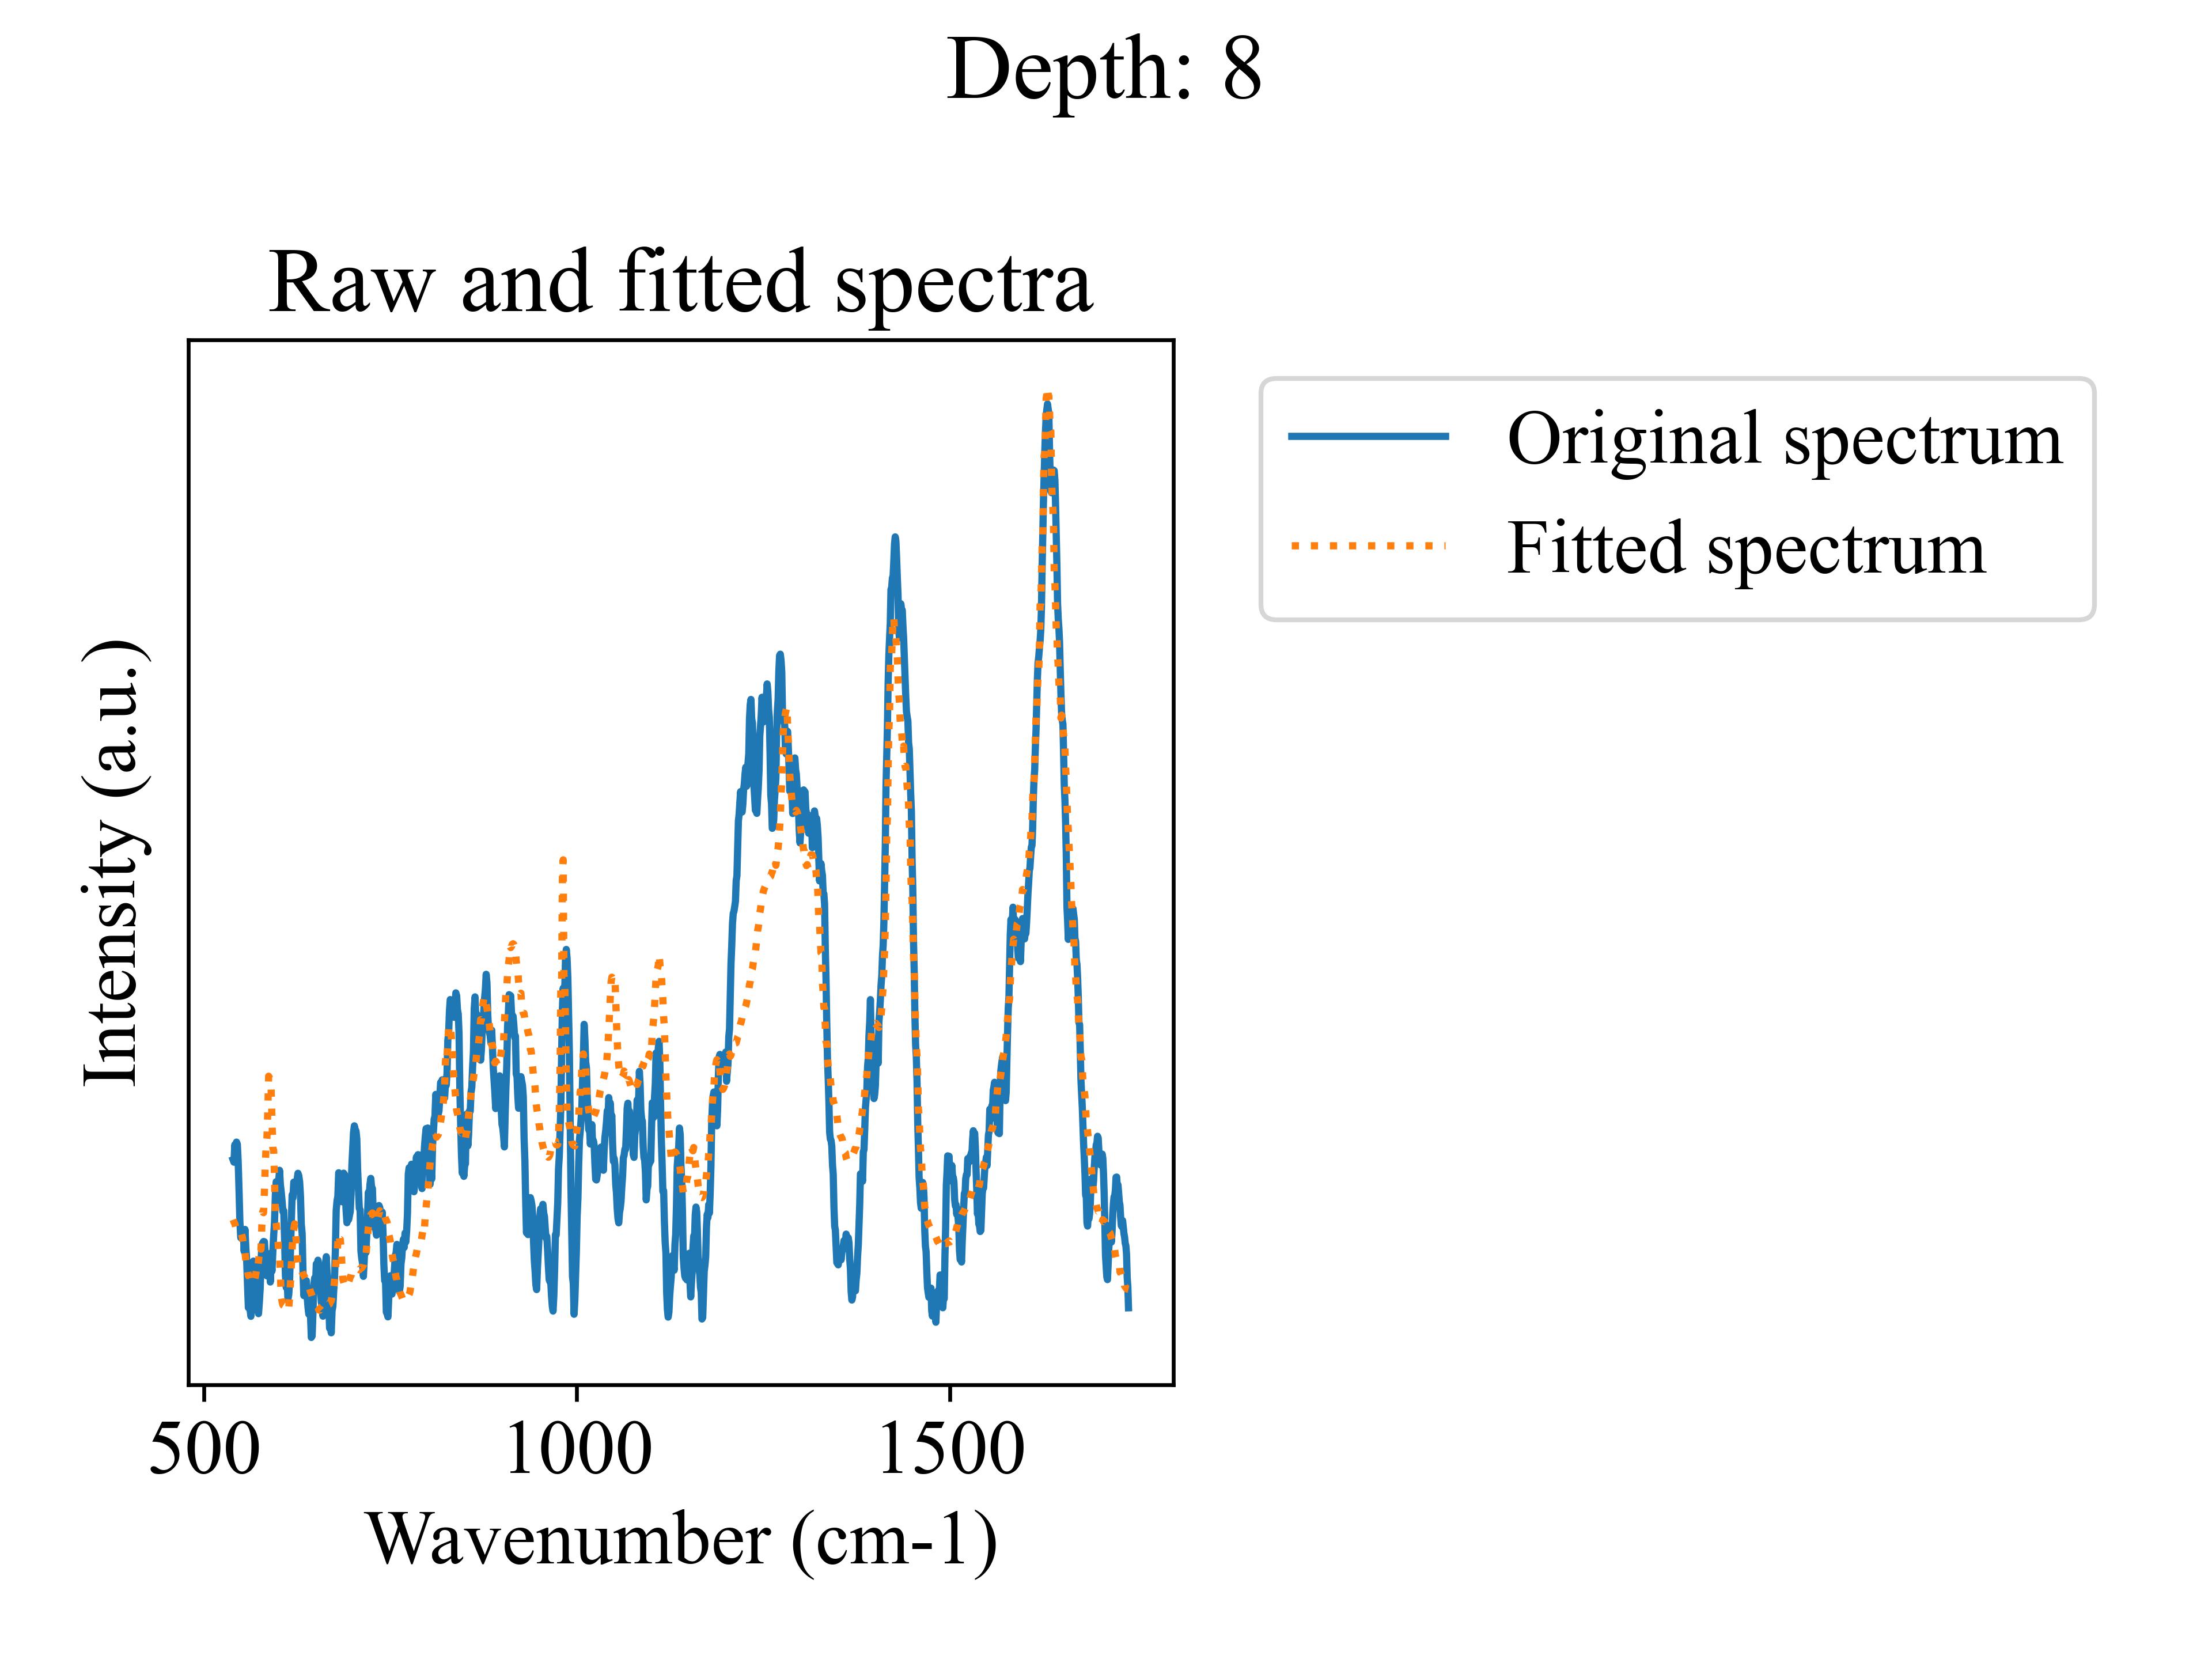 Depth: 8
Raw and fitted spectra
Original spectrum
Fitted spectrum
Intensity (a.u.)
500 1000 1500
Wavenumber (cm-1)